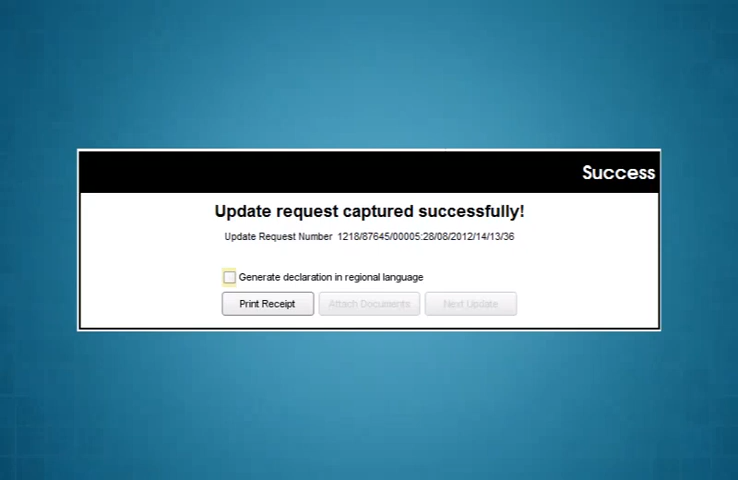 Success
Update request captured successfully!
Update Request Number 1218/87645/00005:28/08/2012/14/13/36
Generate declaration in regional language
Print Receipt Attach Documents Next Update